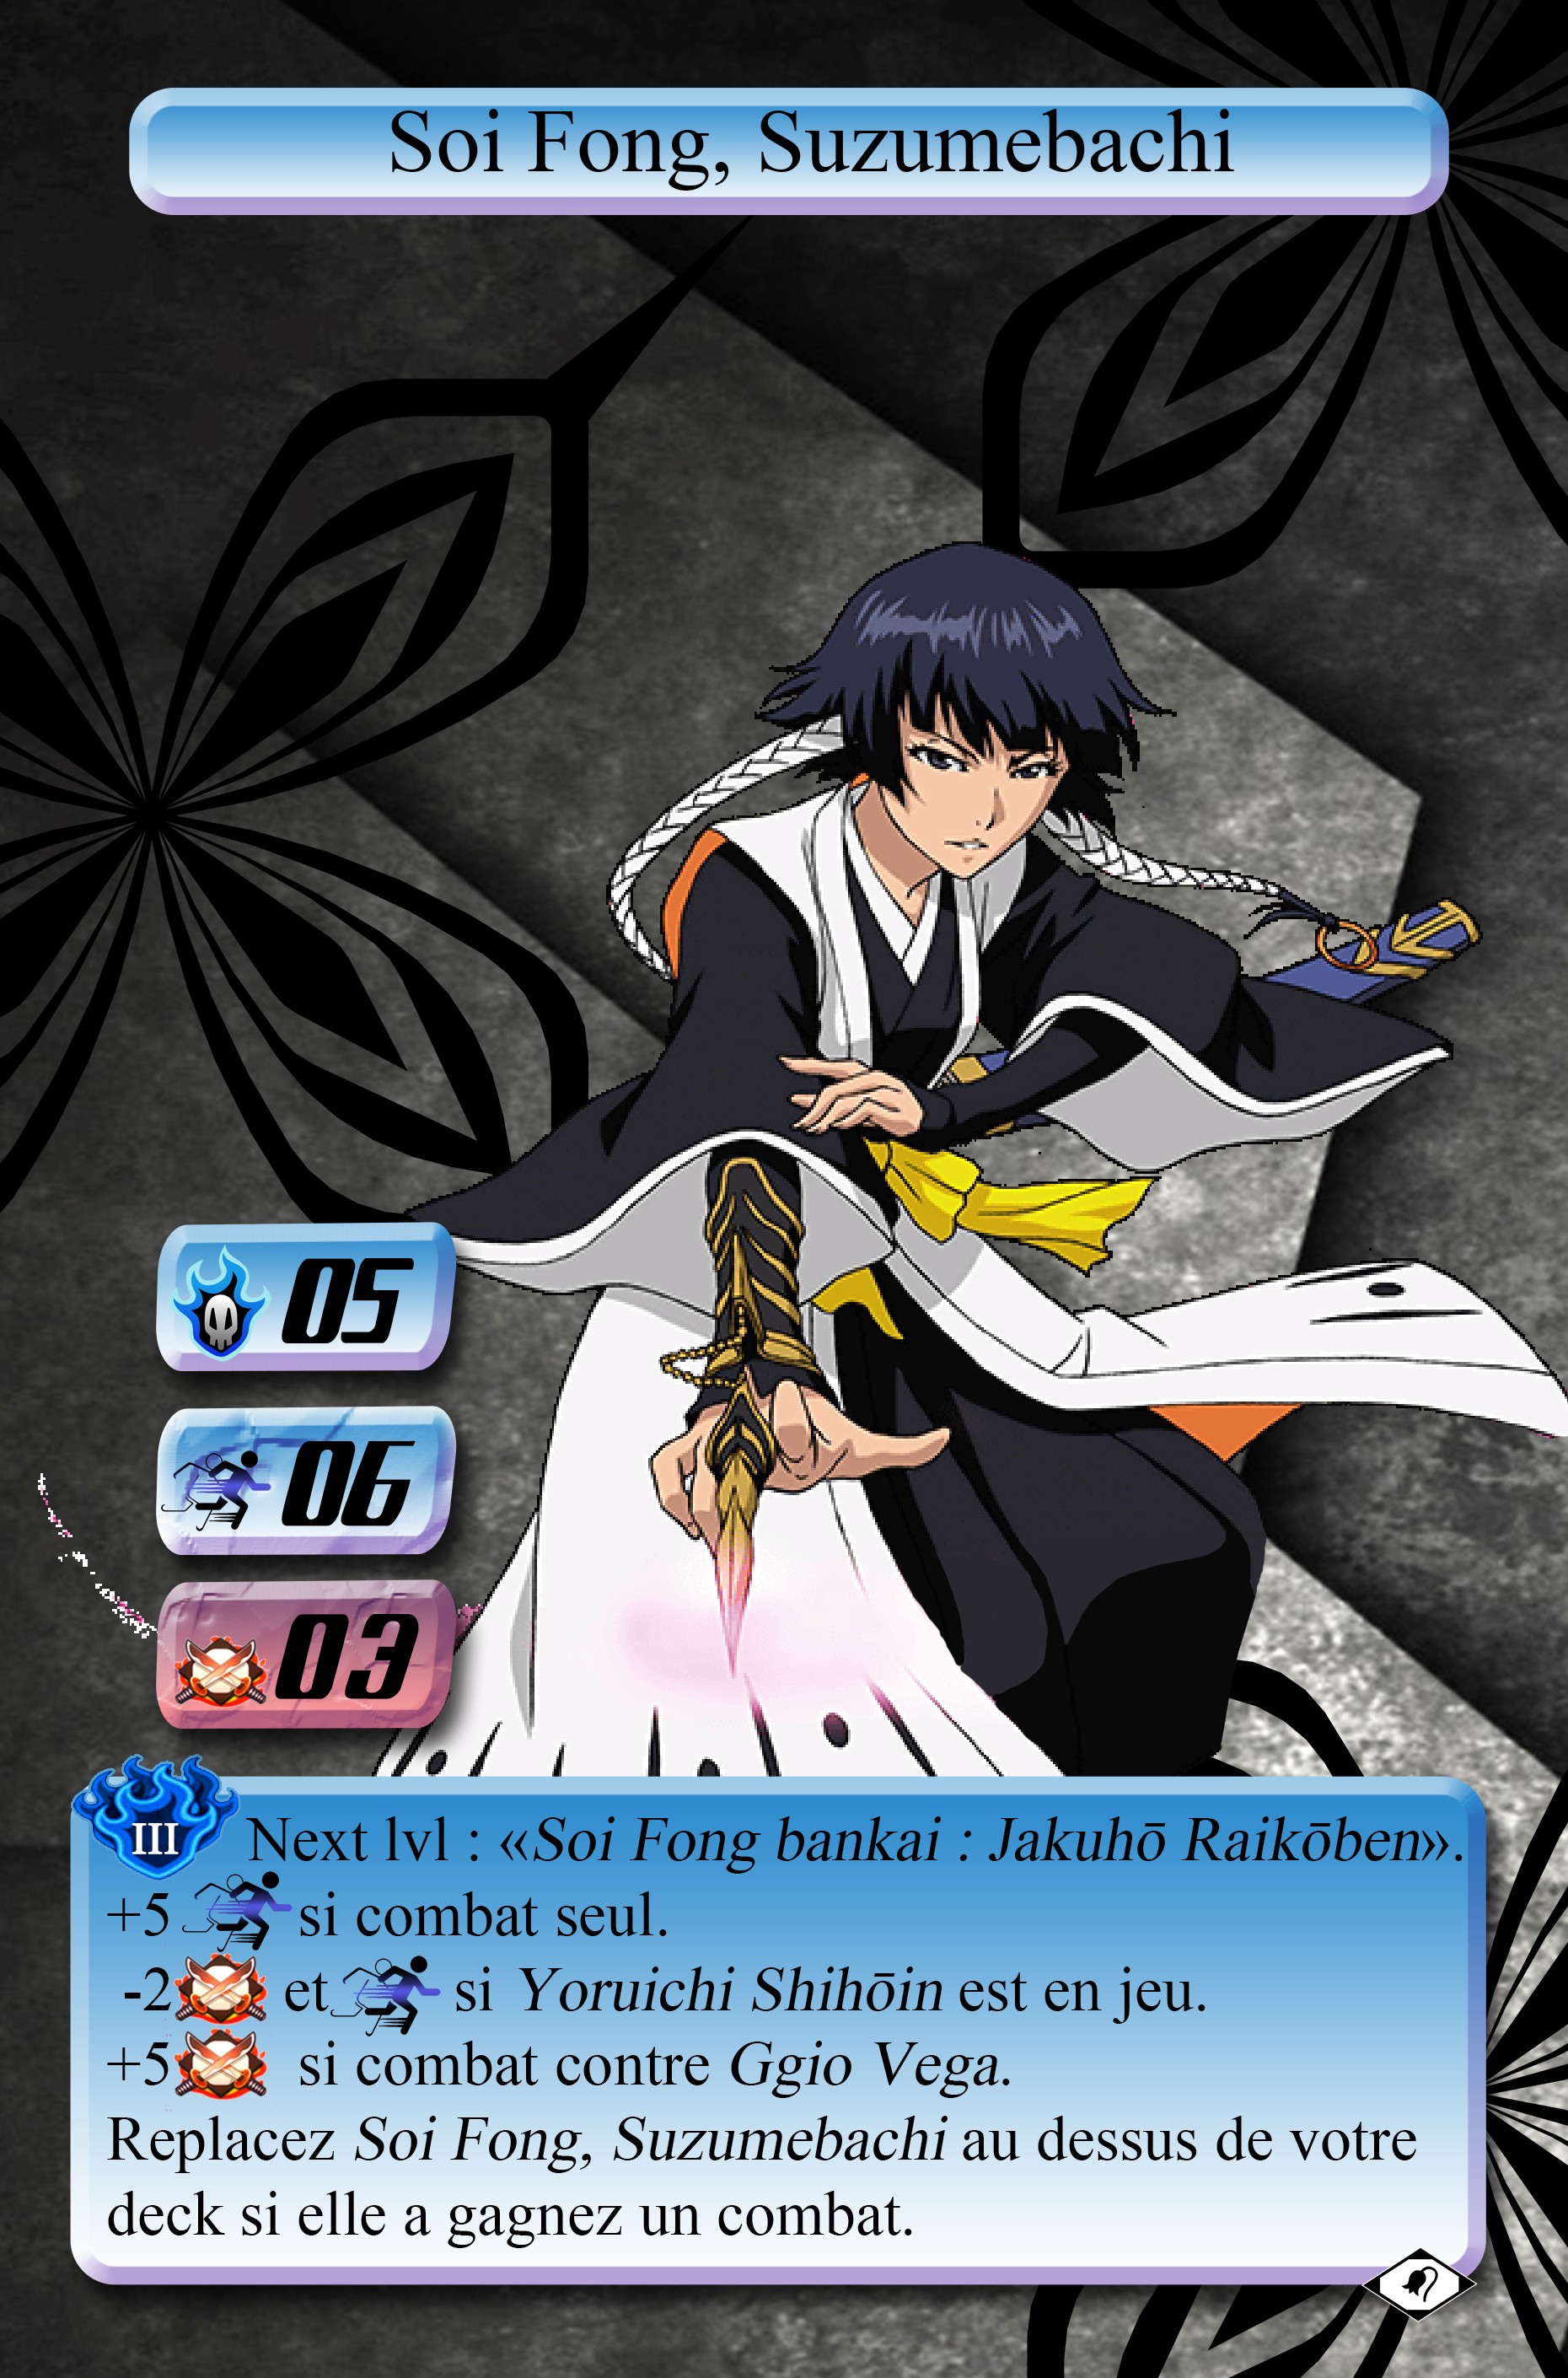 Soi Fong, Suzumebachi
05
06
03
III Next lvl : «Soi Fong bankai : Jakuhō Raikōben».
+5 si combat seul.
-2 et si Yoruichi Shihōin est en jeu.
+5 si combat contre Ggio Vega.
Replacez Soi Fong, Suzumebachi au dessus de votre
deck si elle a gagnez un combat.